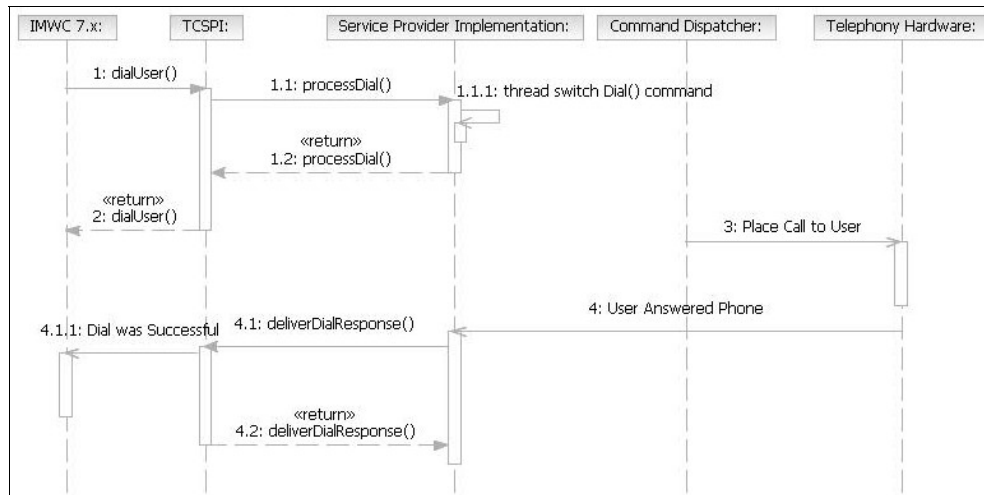 IMWC 7.x:
TCSPI:
Service Provider Implementation:
Command Dispatcher:
Telephony Hardware:
1: dialUser()
1.1: processDial()
1.1.1: thread switch Dial() command
«return»
1.2: processDial()
«return»
2: dialUser()
3: Place Call to User
4: User Answered Phone
4.1: deliverDialResponse()
4.1.1: Dial was Successful
«return»
4.2: deliverDialResponse()